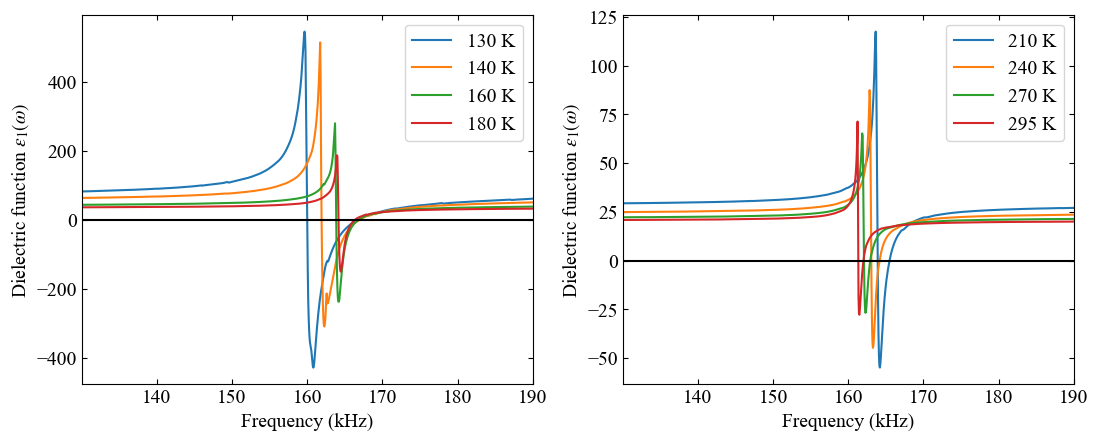 Dielectric function ε₁(ω)
400
200
0
−200
−400
140 150 160 170 180 190
Frequency (kHz)
130 K
140 K
160 K
180 K
Dielectric function ε₁(ω)
125
100
75
50
25
0
−25
−50
140 150 160 170 180 190
Frequency (kHz)
210 K
240 K
270 K
295 K